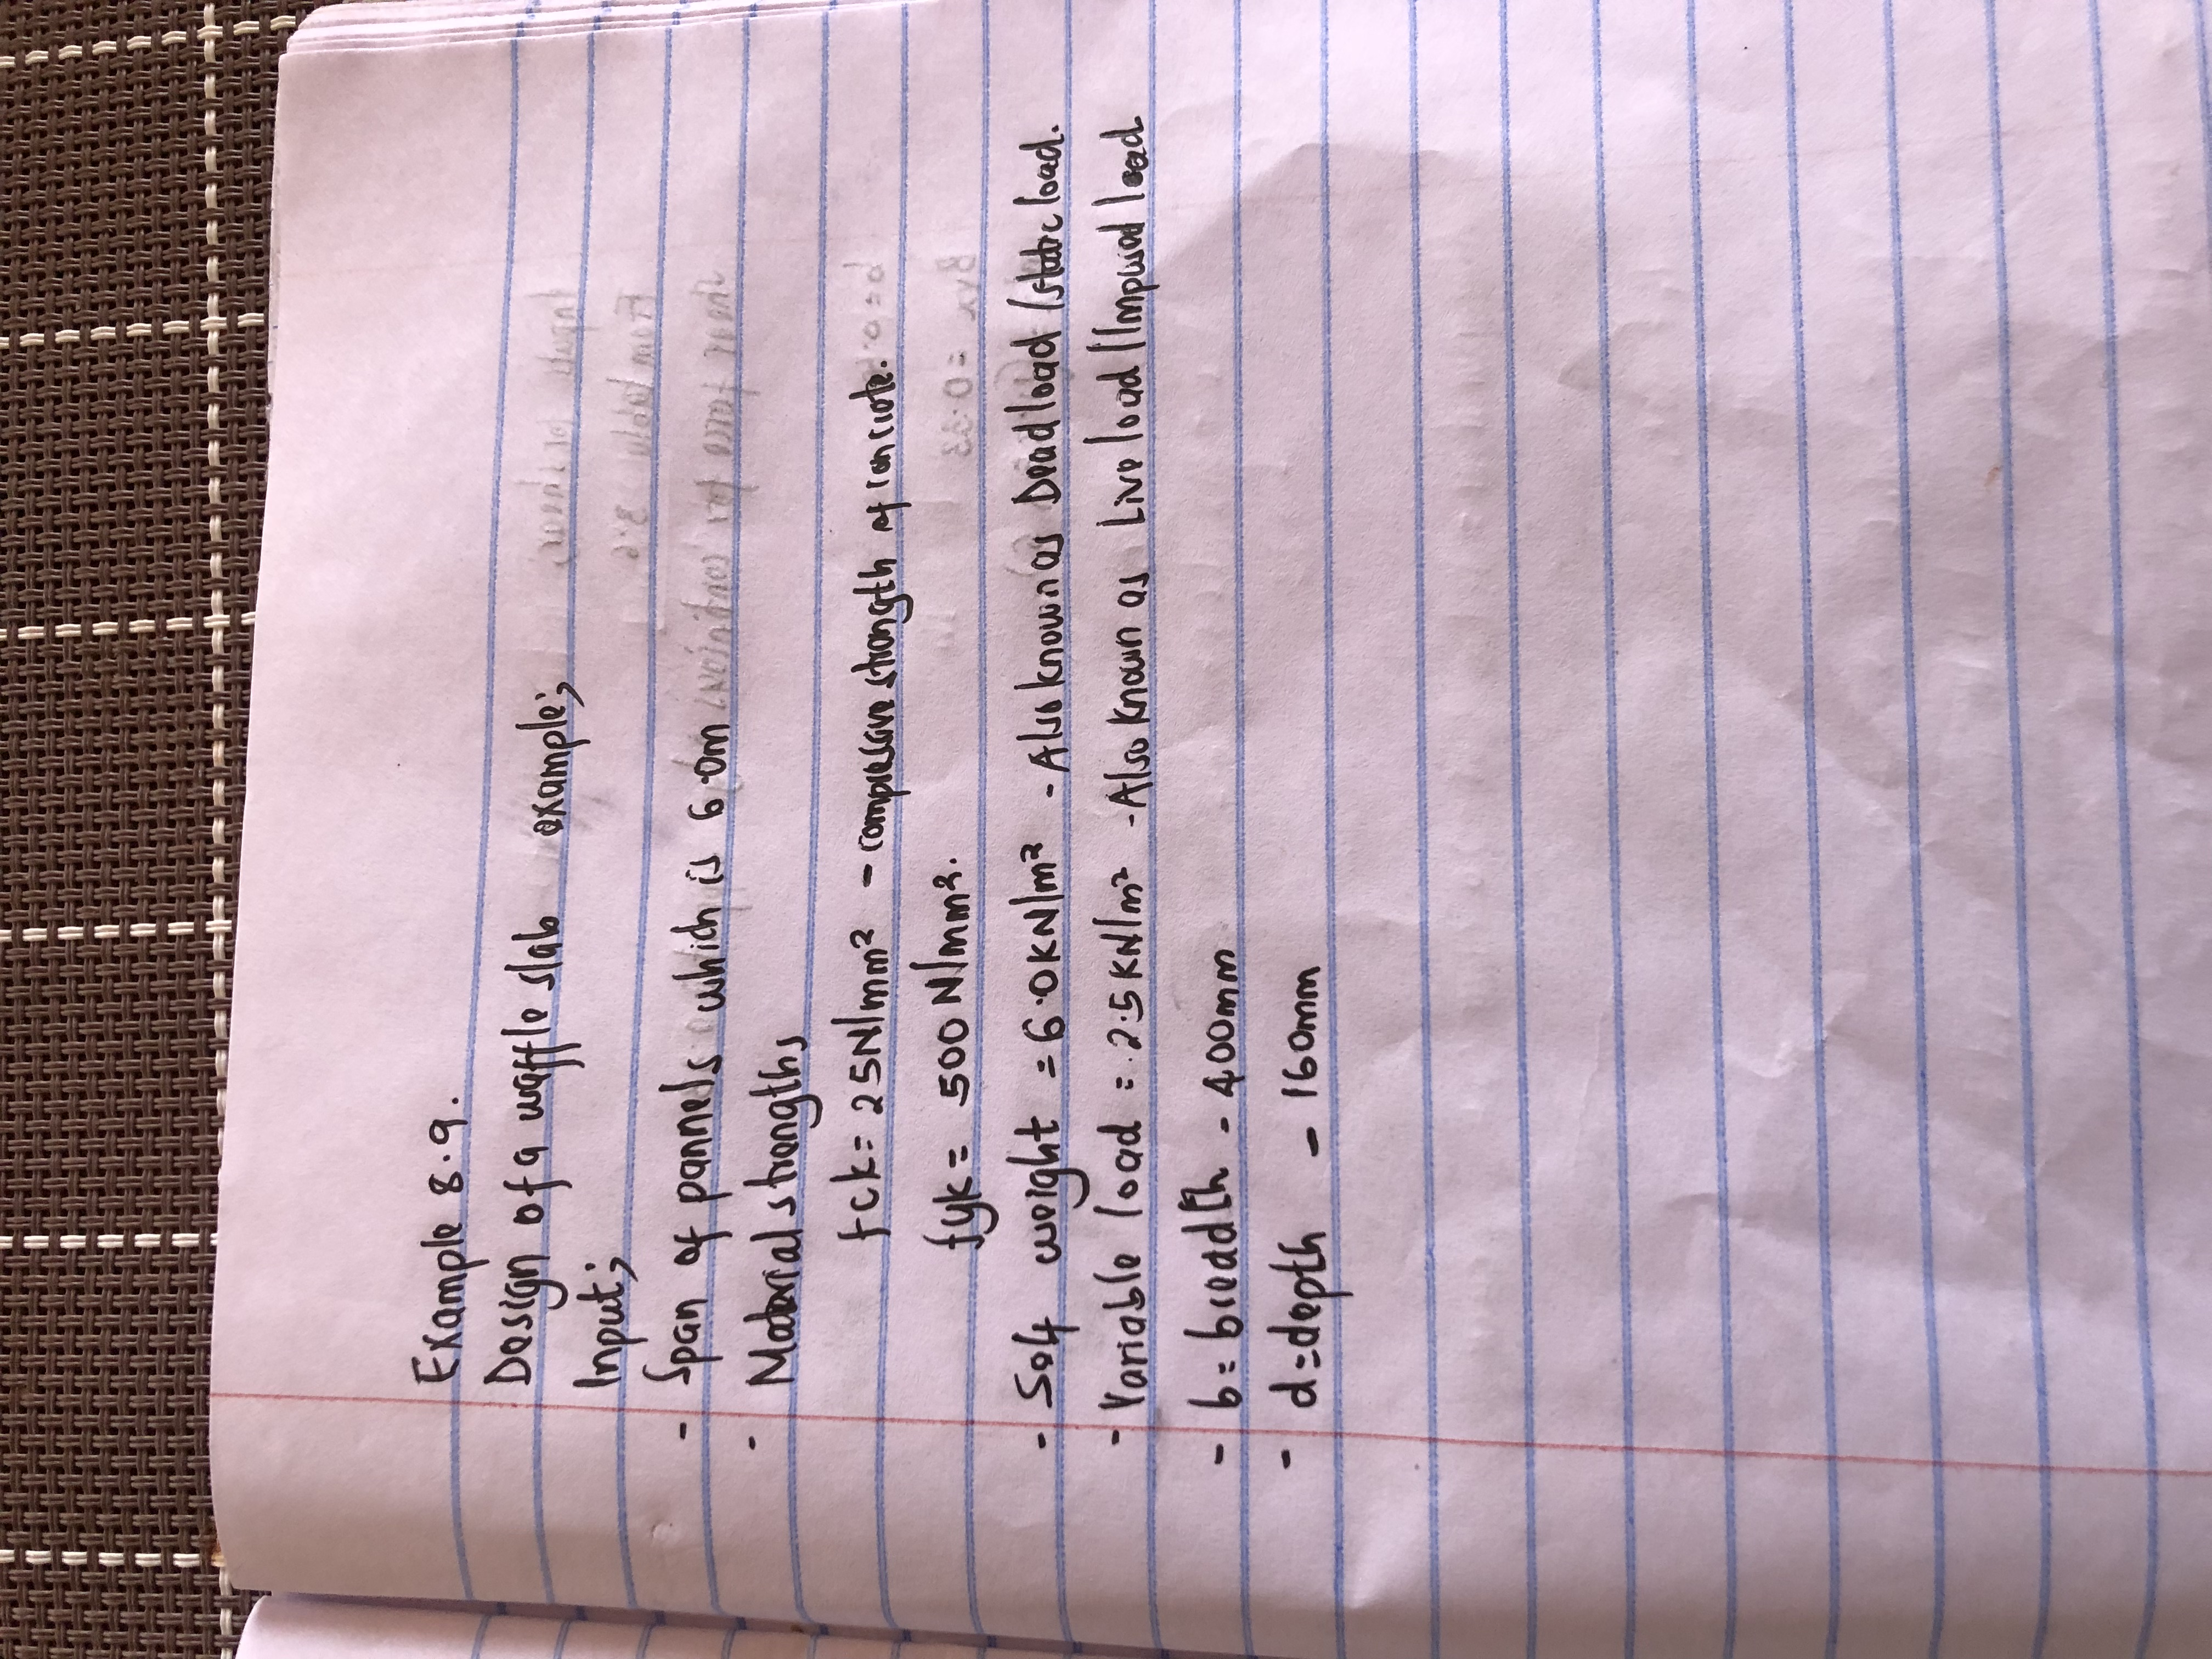 Example 8.9.
Design of a waffle slab example;
Input;
- Span of pannels which is 6.0m
- Material strengths
fck = 25N/mm² - compressive strength of concrete.
fyk = 500 N/mm².
- Self weight = 6.0KN/m² - Also known as Dead load /static load.
- Variable load = 2.5 KN/m² - Also known as Live load /Imposed load.
- b = breadth - 400mm
- d = depth - 160mm